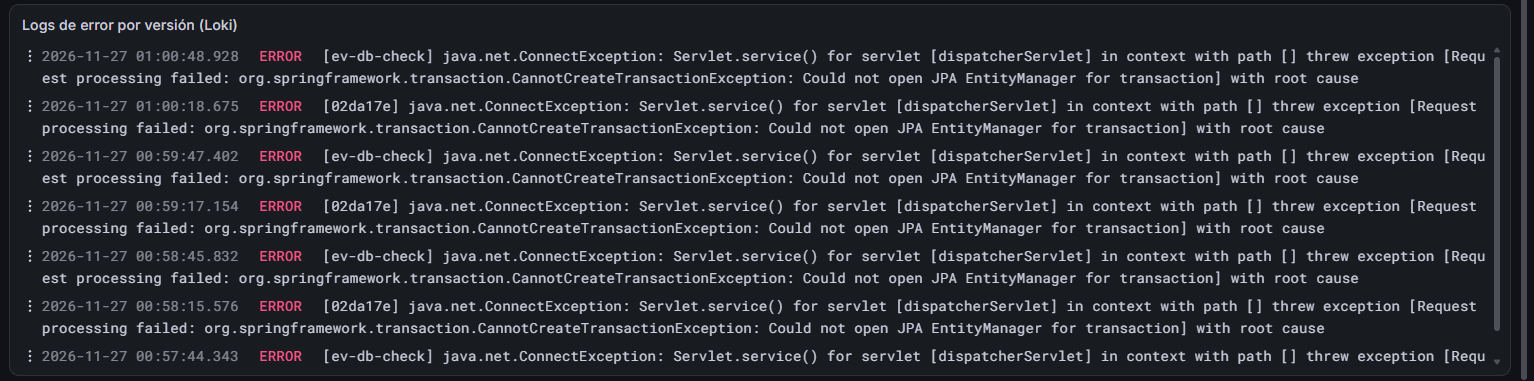 Logs de error por versión (Loki)
2026-11-27 01:00:48.928 ERROR [ev-db-check] java.net.ConnectException: Servlet.service() for servlet [dispatcherServlet] in context with path [] threw exception [Requ
est processing failed: org.springframework.transaction.CannotCreateTransactionException: Could not open JPA EntityManager for transaction] with root cause
2026-11-27 01:00:18.675 ERROR [02da17e] java.net.ConnectException: Servlet.service() for servlet [dispatcherServlet] in context with path [] threw exception [Request
processing failed: org.springframework.transaction.CannotCreateTransactionException: Could not open JPA EntityManager for transaction] with root cause
2026-11-27 00:59:47.402 ERROR [ev-db-check] java.net.ConnectException: Servlet.service() for servlet [dispatcherServlet] in context with path [] threw exception [Requ
est processing failed: org.springframework.transaction.CannotCreateTransactionException: Could not open JPA EntityManager for transaction] with root cause
2026-11-27 00:59:17.154 ERROR [02da17e] java.net.ConnectException: Servlet.service() for servlet [dispatcherServlet] in context with path [] threw exception [Request
processing failed: org.springframework.transaction.CannotCreateTransactionException: Could not open JPA EntityManager for transaction] with root cause
2026-11-27 00:58:45.832 ERROR [ev-db-check] java.net.ConnectException: Servlet.service() for servlet [dispatcherServlet] in context with path [] threw exception [Requ
est processing failed: org.springframework.transaction.CannotCreateTransactionException: Could not open JPA EntityManager for transaction] with root cause
2026-11-27 00:58:15.576 ERROR [02da17e] java.net.ConnectException: Servlet.service() for servlet [dispatcherServlet] in context with path [] threw exception [Request
processing failed: org.springframework.transaction.CannotCreateTransactionException: Could not open JPA EntityManager for transaction] with root cause
2026-11-27 00:57:44.343 ERROR [ev-db-check] java.net.ConnectException: Servlet.service() for servlet [dispatcherServlet] in context with path [] threw exception [Requ